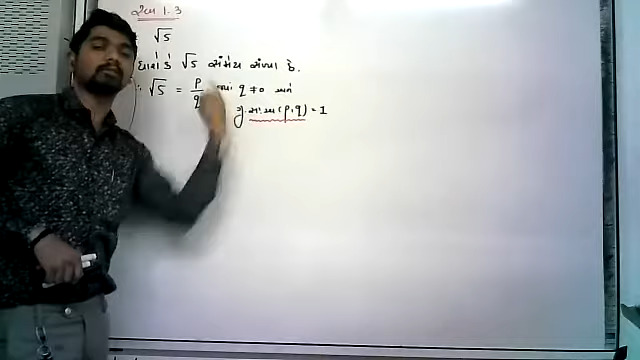 1.3
√5
ધારો કે √5 સંમેય સંખ્યા છે.
∴ √5 = p/q જ્યાં q ≠ 0 અને
ગુ.સા.અ (p, q) = 1